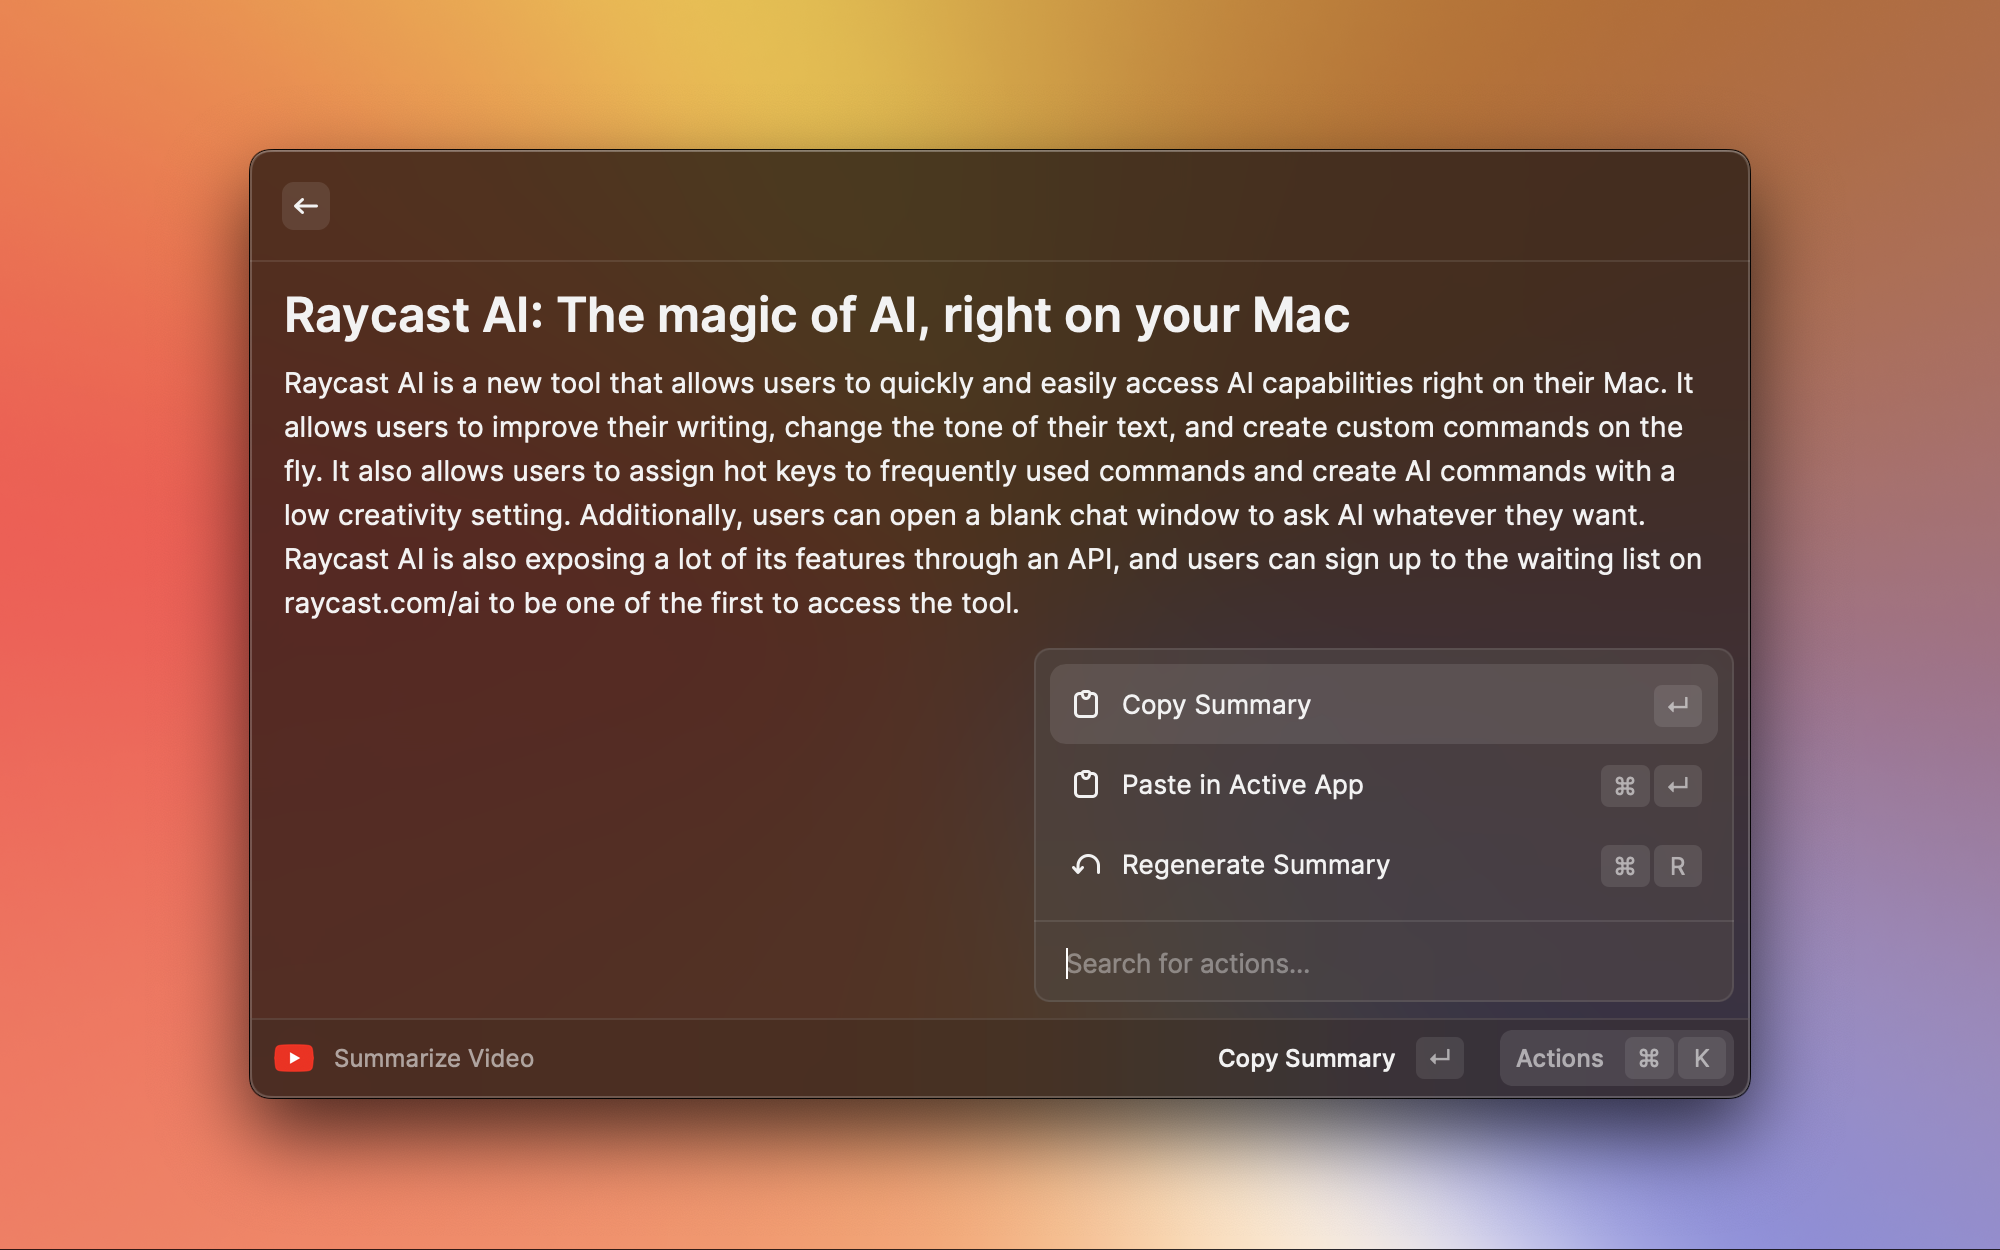 Raycast AI: The magic of AI, right on your Mac
Raycast AI is a new tool that allows users to quickly and easily access AI capabilities right on their Mac. It
allows users to improve their writing, change the tone of their text, and create custom commands on the
fly. It also allows users to assign hot keys to frequently used commands and create AI commands with a
low creativity setting. Additionally, users can open a blank chat window to ask AI whatever they want.
Raycast AI is also exposing a lot of its features through an API, and users can sign up to the waiting list on
raycast.com/ai to be one of the first to access the tool.
Copy Summary ↵
Paste in Active App ⌘ ↵
Regenerate Summary ⌘ R
Search for actions...
Summarize Video Copy Summary ↵ Actions ⌘ K